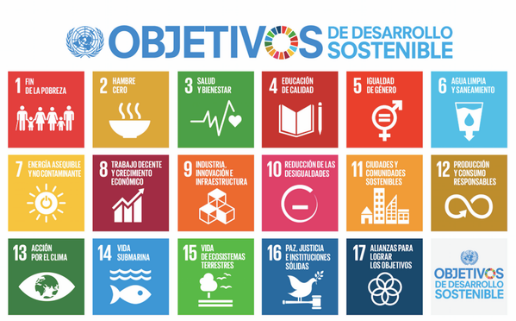 OBJETIVOS
DE DESARROLLO
SOSTENIBLE
1 FIN
DE LA POBREZA
2 HAMBRE
CERO
3 SALUD
Y BIENESTAR
4 EDUCACIÓN
DE CALIDAD
5 IGUALDAD
DE GÉNERO
6 AGUA LIMPIA
Y SANEAMIENTO
7 ENERGÍA ASEQUIBLE
Y NO CONTAMINANTE
8 TRABAJO DECENTE
Y CRECIMIENTO
ECONÓMICO
9 INDUSTRIA,
INNOVACIÓN E
INFRAESTRUCTURA
10 REDUCCIÓN DE LAS
DESIGUALDADES
11 CIUDADES Y
COMUNIDADES
SOSTENIBLES
12 PRODUCCIÓN
Y CONSUMO
RESPONSABLES
13 ACCIÓN
POR EL CLIMA
14 VIDA
SUBMARINA
15 VIDA
DE ECOSISTEMAS
TERRESTRES
16 PAZ, JUSTICIA
E INSTITUCIONES
SÓLIDAS
17 ALIANZAS PARA
LOGRAR
LOS OBJETIVOS
OBJETIVOS
DE DESARROLLO
SOSTENIBLE